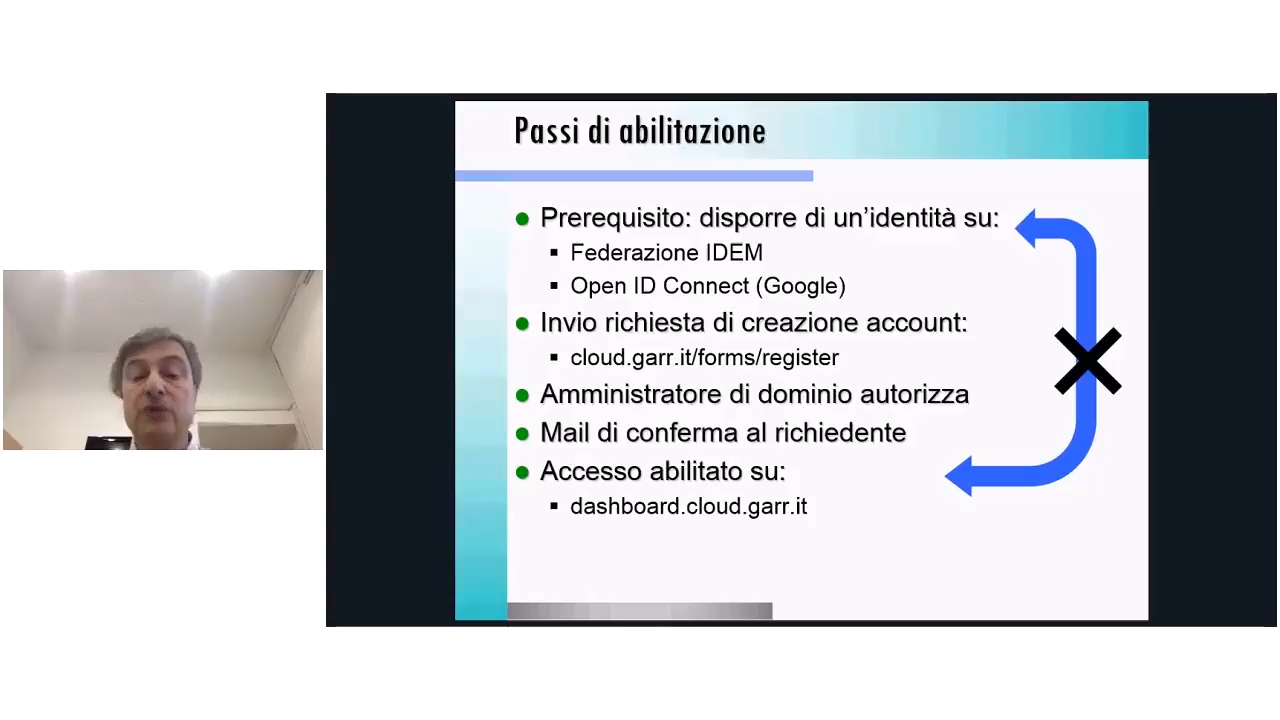 Passi di abilitazione
Prerequisito: disporre di un’identità su:
Federazione IDEM
Open ID Connect (Google)
Invio richiesta di creazione account:
cloud.garr.it/forms/register
Amministratore di dominio autorizza
Mail di conferma al richiedente
Accesso abilitato su:
dashboard.cloud.garr.it